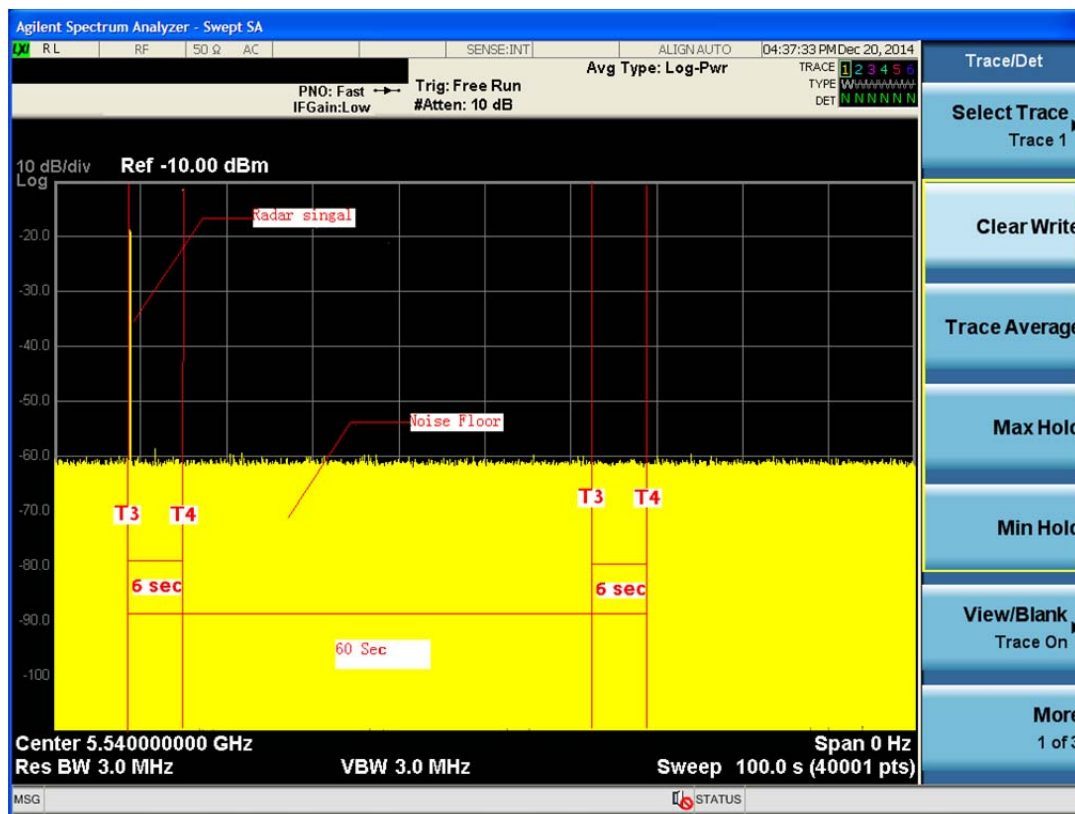 Agilent Spectrum Analyzer - Swept SA
LXI RL RF 50 Ω AC SENSE:INT ALIGN AUTO 04:37:33 PM Dec 20, 2014
Trace/Det
Avg Type: Log-Pwr
TRACE 1 2 3 4 5 6
PNO: Fast
Trig: Free Run
TYPE WWWWWW
IFGain:Low
#Atten: 10 dB
DET N N N N N N
Select Trace
Trace 1
10 dB/div
Ref -10.00 dBm
Log
Radar singal
-20.0
Clear Write
-30.0
Trace Average
-40.0
-50.0
Noise Floor
Max Hold
-60.0
T3 T4
-70.0
T3 T4
Min Hold
-80.0
6 sec
6 sec
-90.0
View/Blank
Trace On
60 Sec
-100
More
1 of 3
Center 5.540000000 GHz
Span 0 Hz
Res BW 3.0 MHz
VBW 3.0 MHz
Sweep 100.0 s (40001 pts)
MSG
STATUS